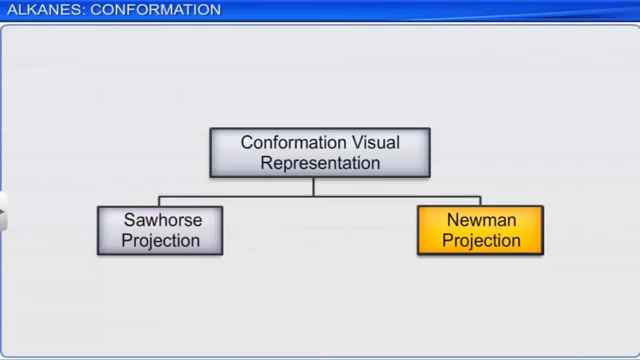 ALKANES: CONFORMATION
Conformation Visual
Representation
Sawhorse
Projection
Newman
Projection